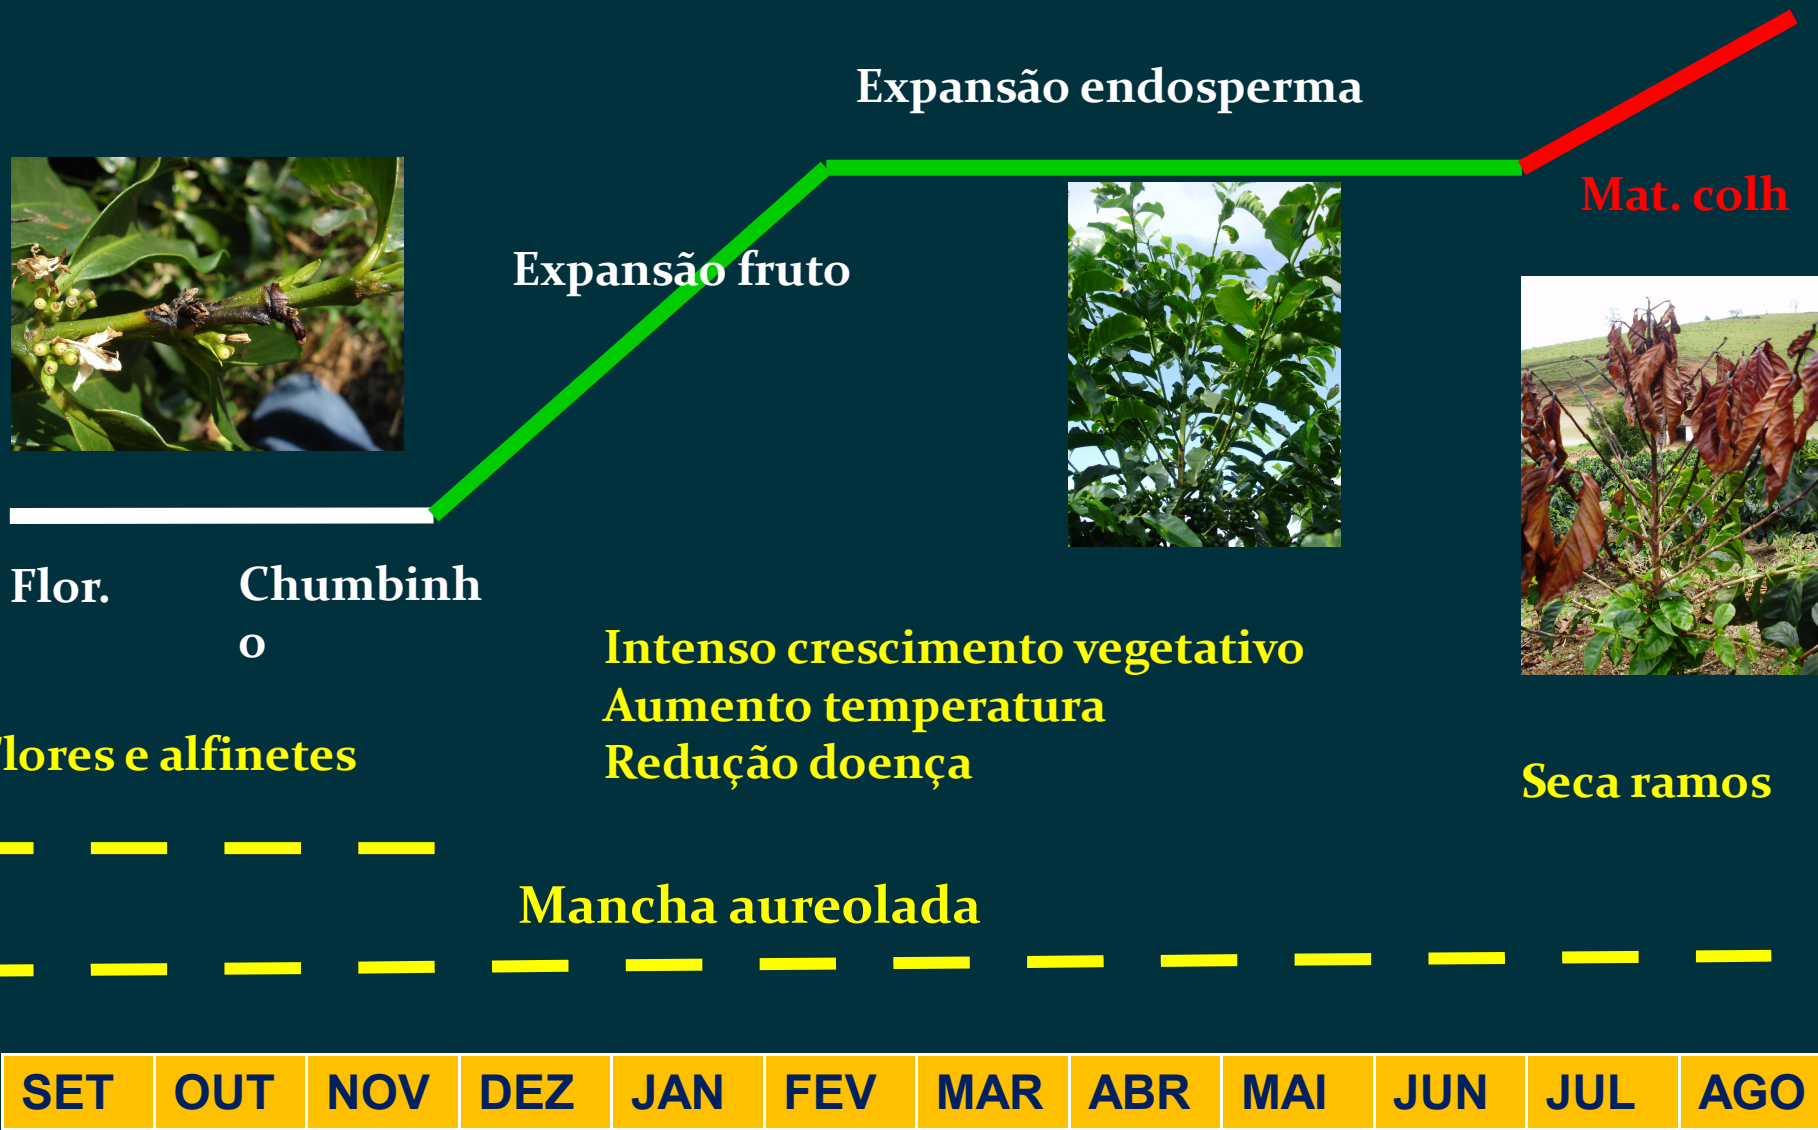 Expansão endosperma
Mat. colh
Expansão fruto
Flor.
Chumbinh
o
Intenso crescimento vegetativo
Aumento temperatura
Redução doença
lores e alfinetes
Seca ramos
Mancha aureolada
SET OUT NOV DEZ JAN FEV MAR ABR MAI JUN JUL AGO